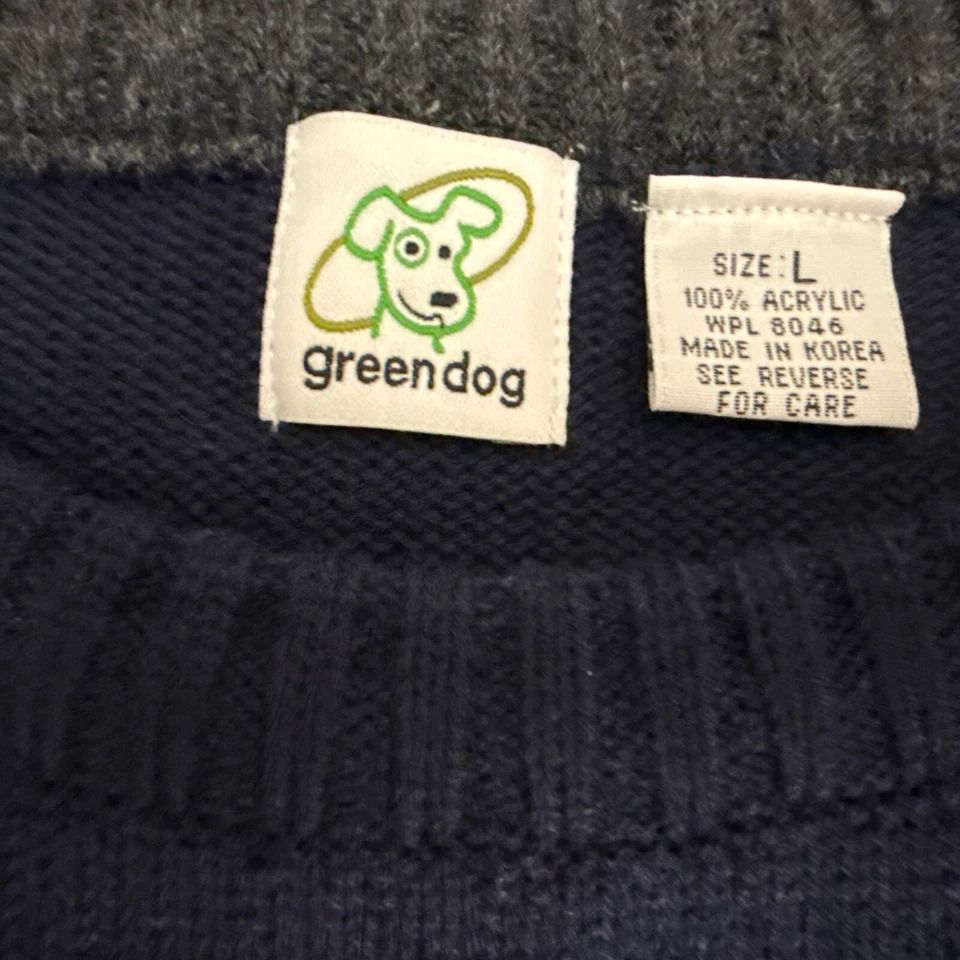 greendog
SIZE: L
100% ACRYLIC
WPL 8046
MADE IN KOREA
SEE REVERSE
FOR CARE